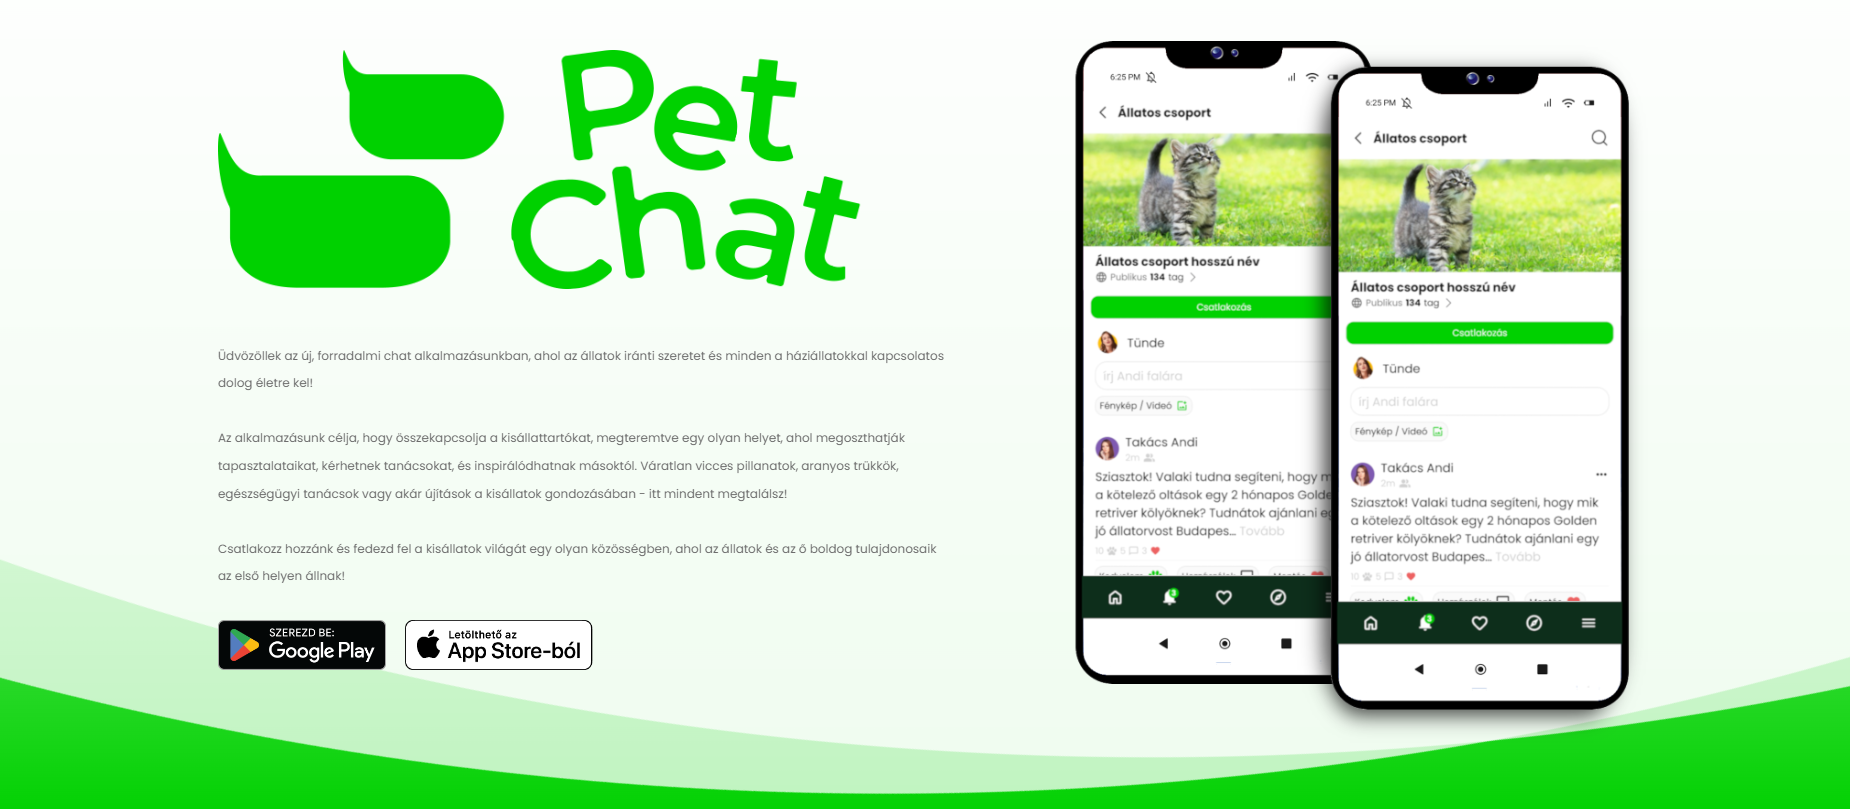 Pet
Chat
Üdvözöllek az új, forradalmi chat alkalmazásunkban, ahol az állatok iránti szeretet és minden a háziállatokkal kapcsolatos
dolog életre kel!
Az alkalmazásunk célja, hogy összekapcsolja a kisállattartókat, megteremtve egy olyan helyet, ahol megoszthatják
tapasztalataikat, kérhetnek tanácsokat, és inspirálódhatnak másoktól. Váratlan vicces pillanatok, aranyos trükkök,
egészségügyi tanácsok vagy akár újítások a kisállatok gondozásában - itt mindent megtalálsz!
Csatlakozz hozzánk és fedezd fel a kisállatok világát egy olyan közösségben, ahol az állatok és az ő boldog tulajdonosaik
az első helyen állnak!
SZEREZD BE:
Google Play
Letölthető az
App Store-ból
6:25 PM
Állatos csoport
Állatos csoport hosszú név
Publikus 134 tag
Csatlakozás
Tünde
írj Andi falára
Fénykép / Videó
Takács Andi
2m
Sziasztok! Valaki tudna segíteni, hogy m
a kötelező oltások egy 2 hónapos Golde
retriver kölyöknek? Tudnátok ajánlani eg
jó állatorvost Budapes... Tovább
10 5 3
3
6:25 PM
Állatos csoport
Állatos csoport hosszú név
Publikus 134 tag
Csatlakozás
Tünde
írj Andi falára
Fénykép / Videó
Takács Andi
2m
Sziasztok! Valaki tudna segíteni, hogy mik
a kötelező oltások egy 2 hónapos Golden
retriver kölyöknek? Tudnátok ajánlani egy
jó állatorvost Budapes... Tovább
10 5 3
3